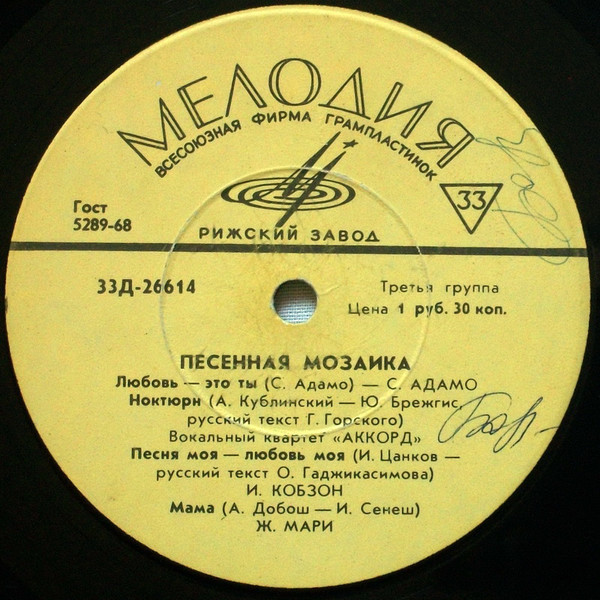 МЕЛОДИЯ
ВСЕСОЮЗНАЯ ФИРМА ГРАМПЛАСТИНОК
33
Гост
5289-68
РИЖСКИЙ ЗАВОД
33Д-26614
Третья группа
Цена 1 руб. 30 коп.
ПЕСЕННАЯ МОЗАИКА
Любовь — это ты (С. Адамо) — С. АДАМО
Ноктюрн (А. Кублинский — Ю. Брежгис,
русский текст Г. Горского)
Вокальный квартет «АККОРД»
Песня моя — любовь моя (И. Цанков —
русский текст О. Гаджикасимова)
И. КОБЗОН
Мама (А. Добош — И. Сенеш)
Ж. МАРИ